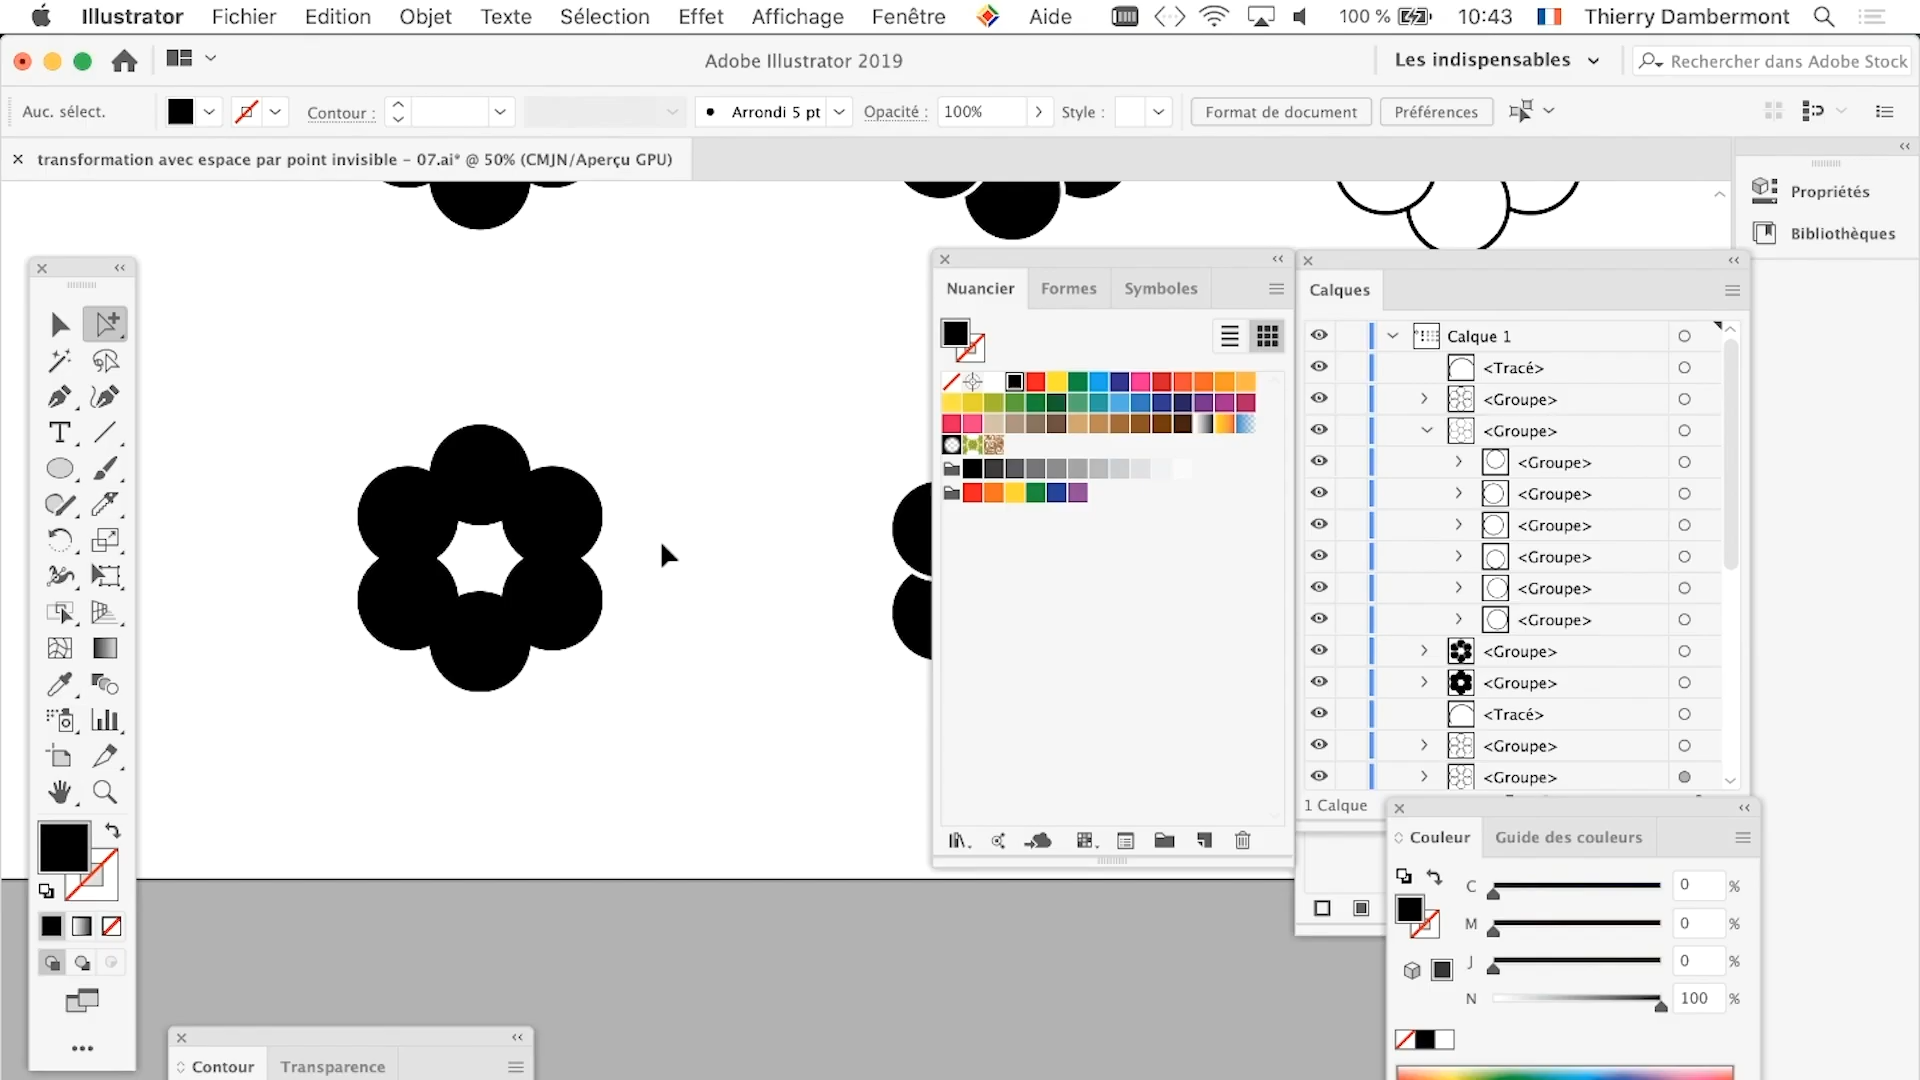 Illustrator Fichier Edition Objet Texte Sélection Effet Affichage Fenêtre Aide 100 % 10:43 Thierry Dambermont
Adobe Illustrator 2019 Les indispensables Rechercher dans Adobe Stock
Auc. sélect. Contour : Arrondi 5 pt Opacité : 100% Style : Format de document Préférences
transformation avec espace par point invisible – 07.ai* @ 50% (CMJN/Aperçu GPU)
Propriétés
Bibliothèques
Nuancier Formes Symboles
Calques
Calque 1
<Tracé>
<Groupe>
<Groupe>
<Groupe>
<Groupe>
<Groupe>
<Groupe>
<Groupe>
<Groupe>
<Groupe>
<Groupe>
<Tracé>
<Groupe>
<Groupe>
1 Calque
Couleur Guide des couleurs
C 0 %
M 0 %
J 0 %
N 100 %
Contour Transparence